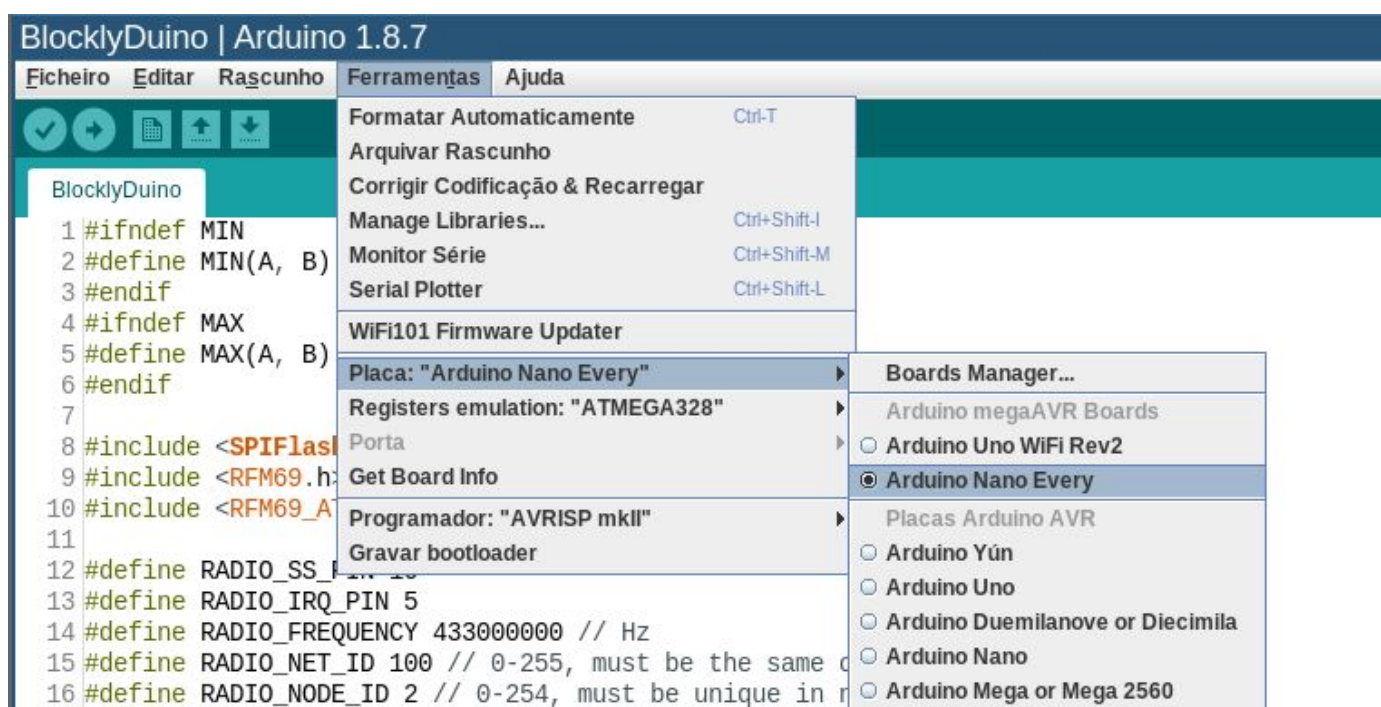 BlocklyDuino | Arduino 1.8.7
Ficheiro Editar Rascunho Ferramentas Ajuda
BlocklyDuino
Formatar Automaticamente Ctrl-T
Arquivar Rascunho
Corrigir Codificação & Recarregar
Manage Libraries... Ctrl+Shift-I
Monitor Série Ctrl+Shift-M
Serial Plotter Ctrl+Shift-L
WiFi101 Firmware Updater
Placa: "Arduino Nano Every"
Registers emulation: "ATMEGA328"
Porta
Get Board Info
Programador: "AVRISP mkII"
Gravar bootloader
Boards Manager...
Arduino megaAVR Boards
Arduino Uno WiFi Rev2
Arduino Nano Every
Placas Arduino AVR
Arduino Yún
Arduino Uno
Arduino Duemilanove or Diecimila
Arduino Nano
Arduino Mega or Mega 2560
1 #ifndef MIN
2 #define MIN(A, B)
3 #endif
4 #ifndef MAX
5 #define MAX(A, B)
6 #endif
7
8 #include <SPIFlas
9 #include <RFM69.h
10 #include <RFM69_A
11
12 #define RADIO_SS_
13 #define RADIO_IRQ_PIN 5
14 #define RADIO_FREQUENCY 433000000 // Hz
15 #define RADIO_NET_ID 100 // 0-255, must be the same
16 #define RADIO_NODE_ID 2 // 0-254, must be unique in